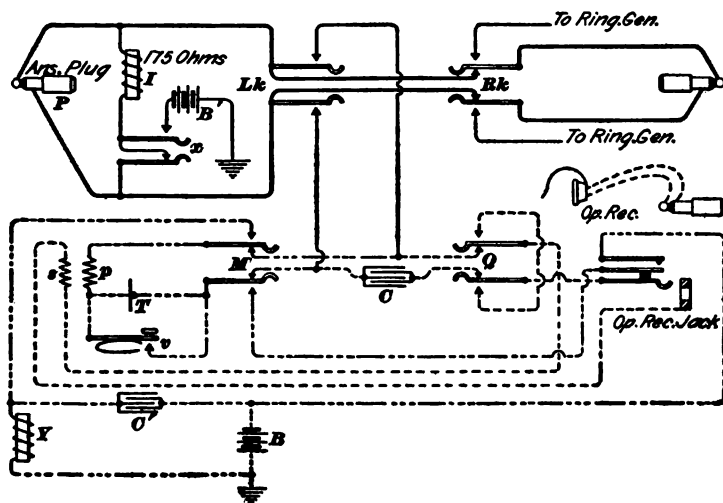 To Ring.Gen.
Ans. Plug
175 Ohms
P
I
Lk
Rk
B
x
To Ring.Gen.
Op.Rec.
s
p
M
Q
T
C
v
Op.Rec.Jack
C'
Y
B